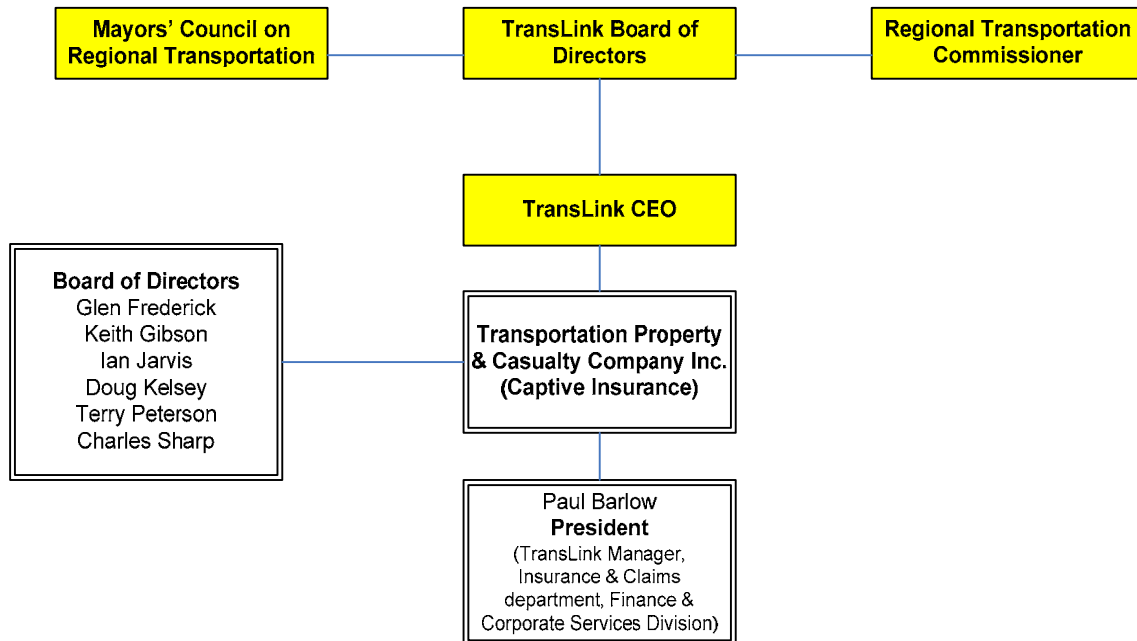 Mayors' Council on
Regional Transportation
TransLink Board of
Directors
Regional Transportation
Commissioner
TransLink CEO
Board of Directors
Glen Frederick
Keith Gibson
Ian Jarvis
Doug Kelsey
Terry Peterson
Charles Sharp
Transportation Property
& Casualty Company Inc.
(Captive Insurance)
Paul Barlow
President
(TransLink Manager,
Insurance & Claims
department, Finance &
Corporate Services Division)